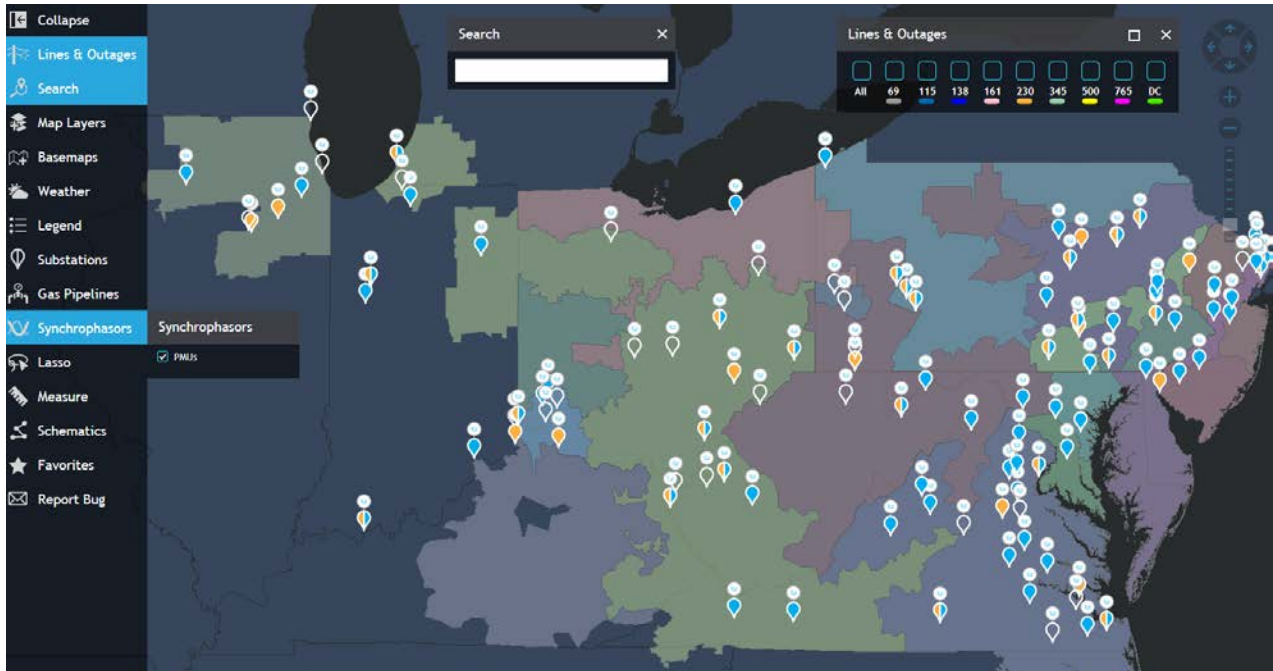 Collapse
Lines & Outages
Search
Map Layers
Basemaps
Weather
Legend
Substations
Gas Pipelines
Synchrophasors
Lasso
Measure
Schematics
Favorites
Report Bug
Synchrophasors
PMUs
Search
Lines & Outages
All 69 115 138 161 230 345 500 765 DC